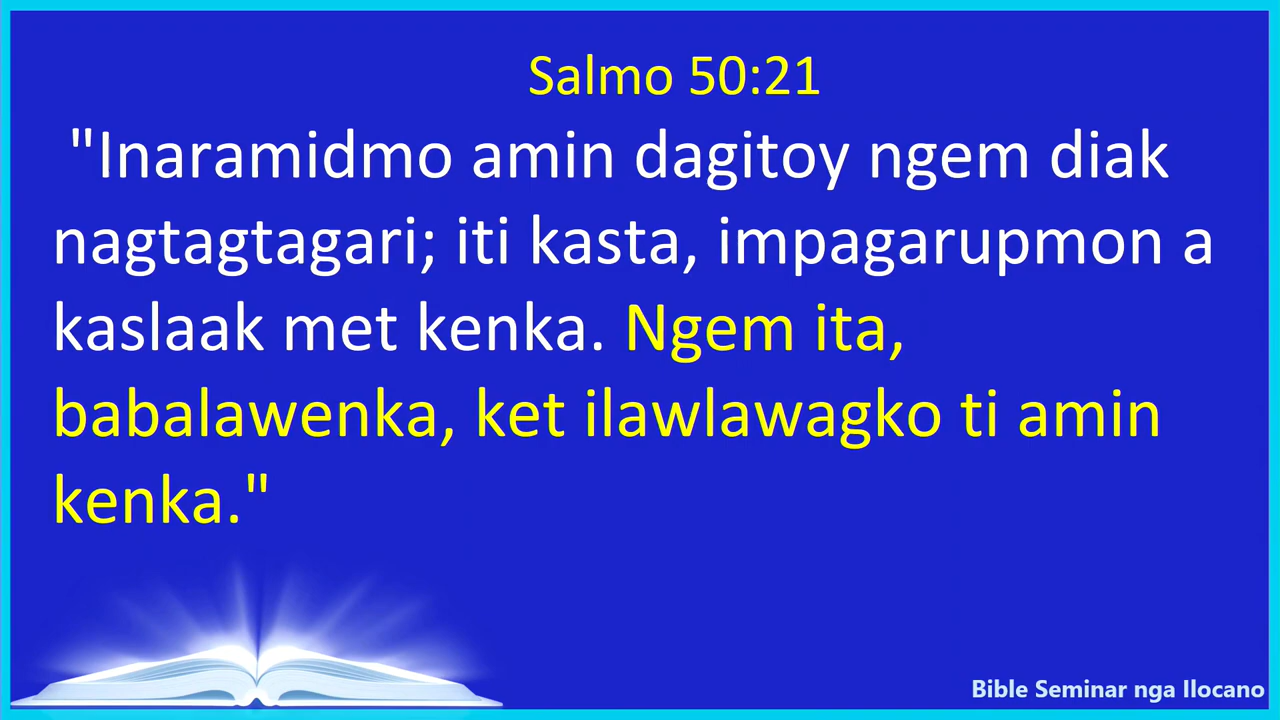 Salmo 50:21
"Inaramidmo amin dagitoy ngem diak
nagtagtagari; iti kasta, impagarupmon a
kaslaak met kenka. Ngem ita,
babalawenka, ket ilawlawagko ti amin
kenka."
Bible Seminar nga Ilocano